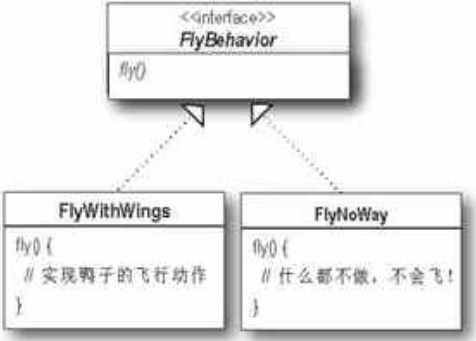 <<interface>>
FlyBehavior
fly()
FlyWithWings
fly() {
// 实现鸭子的飞行动作
}
FlyNoWay
fly() {
// 什么都不做，不会飞！
}